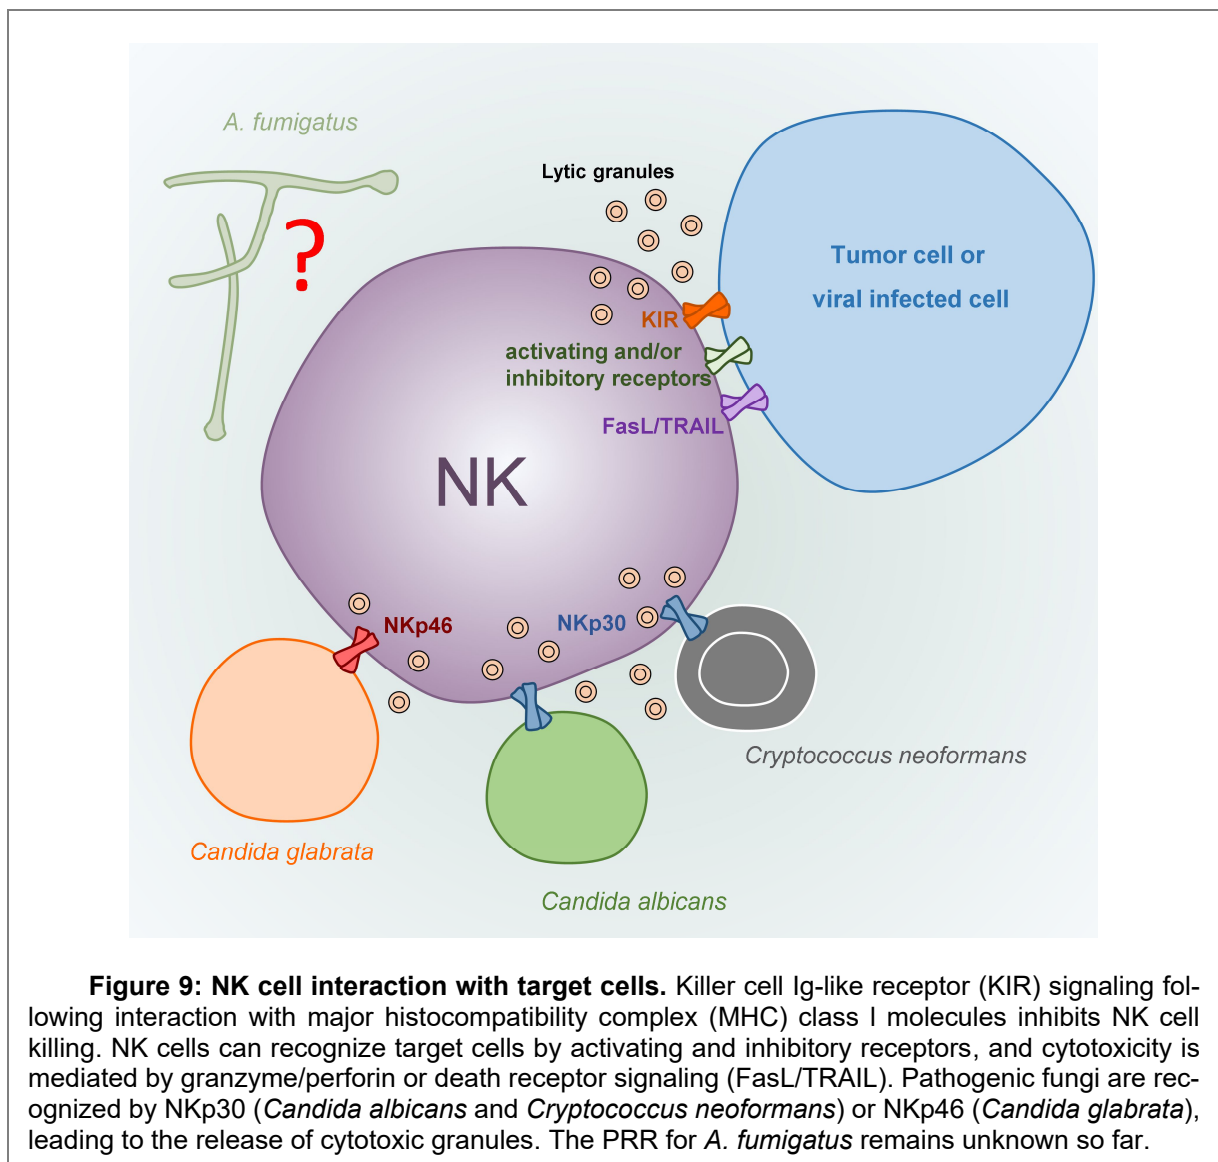 A. fumigatus
?
Lytic granules
Tumor cell or
viral infected cell
KIR
activating and/or
inhibitory receptors
FasL/TRAIL
NK
NKp46
NKp30
Cryptococcus neoformans
Candida glabrata
Candida albicans
Figure 9: NK cell interaction with target cells. Killer cell Ig-like receptor (KIR) signaling fol-
lowing interaction with major histocompatibility complex (MHC) class I molecules inhibits NK cell
killing. NK cells can recognize target cells by activating and inhibitory receptors, and cytotoxicity is
mediated by granzyme/perforin or death receptor signaling (FasL/TRAIL). Pathogenic fungi are rec-
ognized by NKp30 (Candida albicans and Cryptococcus neoformans) or NKp46 (Candida glabrata),
leading to the release of cytotoxic granules. The PRR for A. fumigatus remains unknown so far.